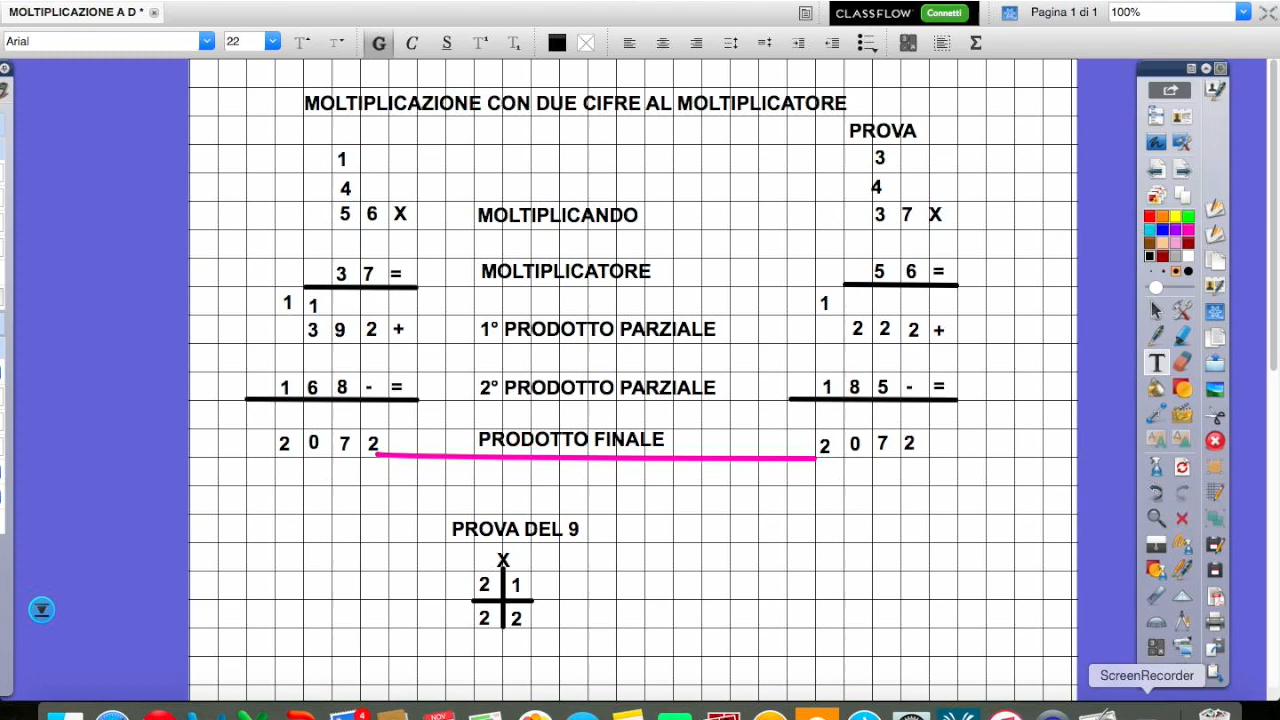 MOLTIPLICAZIONE A D *
CLASSFLOW Connetti
Pagina 1 di 1
100%
Arial
22
G C S T T
MOLTIPLICAZIONE CON DUE CIFRE AL MOLTIPLICATORE
PROVA
1
3
4
4
5 6 X MOLTIPLICANDO 3 7 X
3 7 = MOLTIPLICATORE 5 6 =
1 1
1
3 9 2 + 1° PRODOTTO PARZIALE 2 2 2 +
1 6 8 - = 2° PRODOTTO PARZIALE 1 8 5 - =
2 0 7 2 PRODOTTO FINALE 2 0 7 2
PROVA DEL 9
X
2 1
2 2
ScreenRecorder
4
NOV